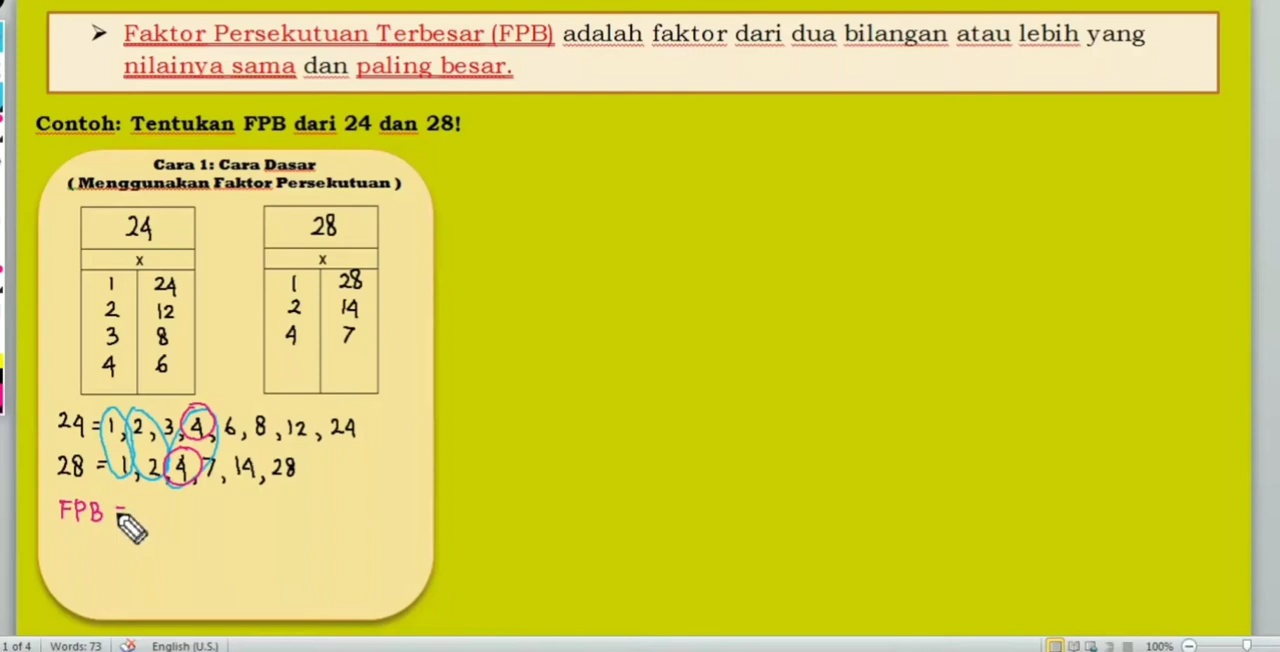 ➤ Faktor Persekutuan Terbesar (FPB) adalah faktor dari dua bilangan atau lebih yang
nilainya sama dan paling besar.
Contoh: Tentukan FPB dari 24 dan 28!
Cara 1: Cara Dasar
( Menggunakan Faktor Persekutuan )
24
x
1 24
2 12
3 8
4 6
28
x
1 28
2 14
4 7
24 = 1, 2, 3, 4, 6, 8, 12, 24
28 = 1, 2, 4, 7, 14, 28
FPB =
1 of 4 Words: 73 English (U.S.) 100%